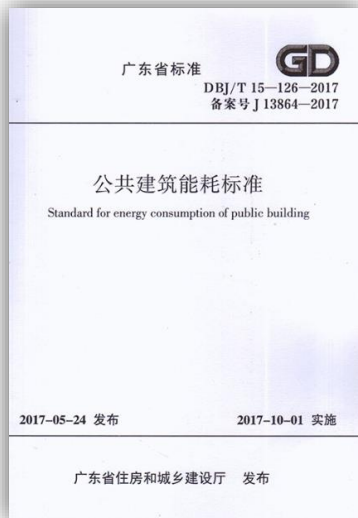 广东省标准
GD
DBJ/T 15—126—2017
备案号 J 13864—2017
公共建筑能耗标准
Standard for energy consumption of public building
2017-05-24 发布 2017-10-01 实施
广东省住房和城乡建设厅 发布